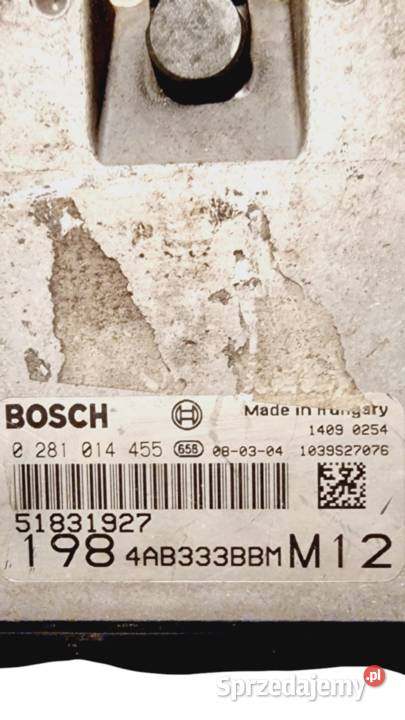 BOSCH Made in Hungary
1409 0254
0 281 014 455 658 08-03-04 1039S27076
51831927
198 4AB333BBM M12
Sprzedajemy.pl